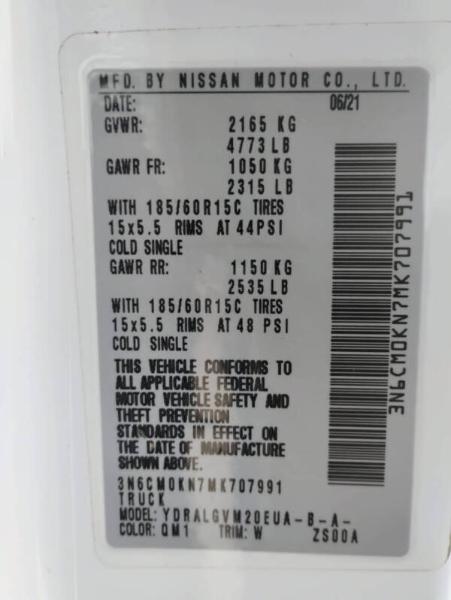 MFD. BY NISSAN MOTOR CO., LTD.
DATE: 06/21
GVWR: 2165 KG
4773 LB
GAWR FR: 1050 KG
2315 LB
WITH 185/60R15C TIRES
15x5.5 RIMS AT 44PSI
COLD SINGLE
GAWR RR: 1150 KG
2535 LB
WITH 185/60R15C TIRES
15x5.5 RIMS AT 48 PSI
COLD SINGLE
THIS VEHICLE CONFORMS TO
ALL APPLICABLE FEDERAL
MOTOR VEHICLE SAFETY AND
THEFT PREVENTION
STANDARDS IN EFFECT ON
THE DATE OF MANUFACTURE
SHOWN ABOVE.
3N6CM0KN7MK707991
TRUCK
MODEL: YDRALGVM20EUA-B-A-
COLOR: QM1 TRIM: W ZS00A
3N6CM0KN7MK707991